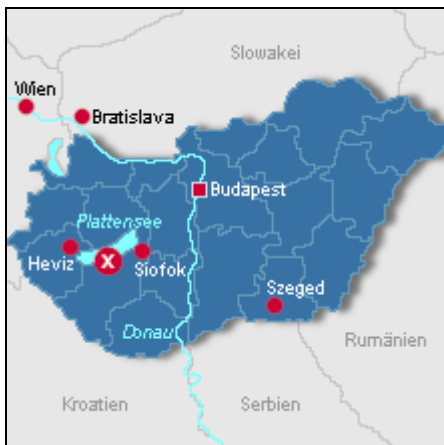 Slowakei
Wien
Bratislava
Budapest
Plattensee
Heviz
X
Siofok
Szeged
Donau
Rumänien
Kroatien
Serbien